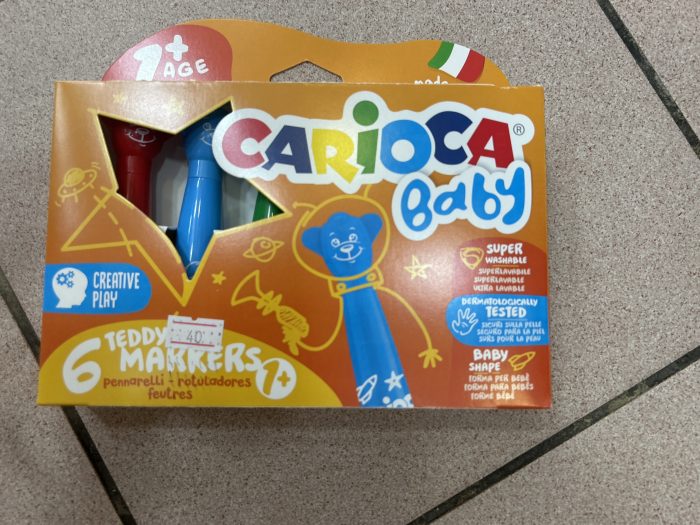 1+
AGE
made
CARIOCA®
Baby
SUPER
WASHABLE
SUPERLAVABILE
SUPERLAVABLE
ULTRA LAVABLE
CREATIVE
PLAY
DERMATOLOGICALLY
TESTED
SICURI SULLA PELLE
SEGURO PARA LA PIEL
SURS POUR LA PEAU
BABY
SHAPE
FORMA PER BEBÈ
FORMA PARA BEBÉS
FORME BÉBÉ
6 TEDDY
MARKERS 1+
40
pennarelli - rotuladores
feutres